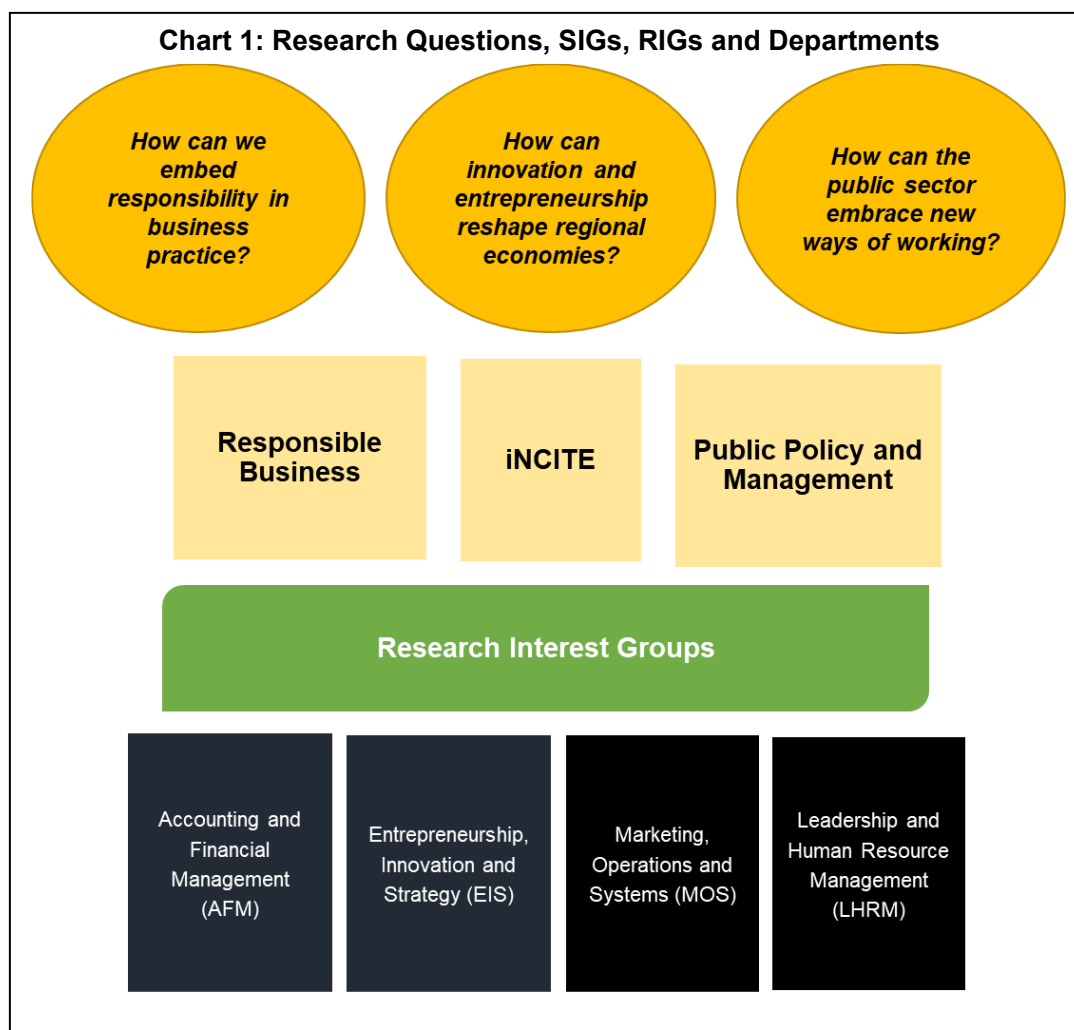 Chart 1: Research Questions, SIGs, RIGs and Departments
How can we
embed
responsibility in
business
practice?
How can
innovation and
entrepreneurship
reshape regional
economies?
How can the
public sector
embrace new
ways of working?
Responsible
Business
iNCITE
Public Policy and
Management
Research Interest Groups
Accounting and
Financial
Management
(AFM)
Entrepreneurship,
Innovation and
Strategy (EIS)
Marketing,
Operations and
Systems (MOS)
Leadership and
Human Resource
Management
(LHRM)